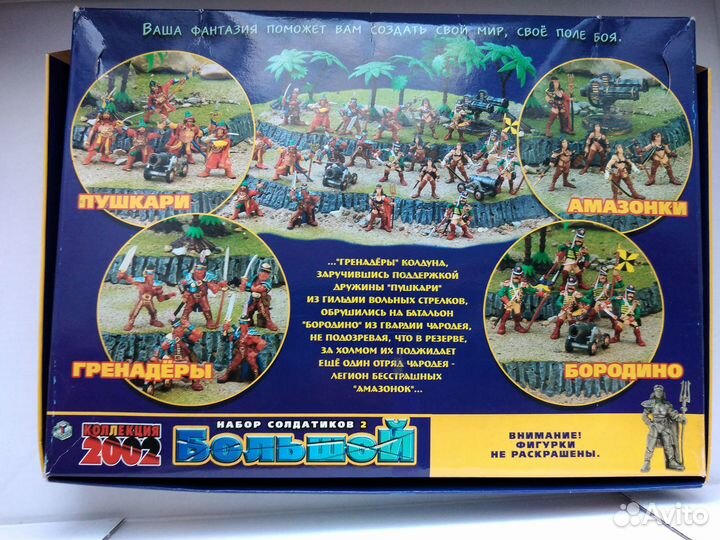 Ваша фантазия поможет вам создать свой мир, своё поле боя.
ПУШКАРИ
АМАЗОНКИ
..."ГРЕНАДЁРЫ" КОЛДУНА,
ЗАРУЧИВШИСЬ ПОДДЕРЖКОЙ
ДРУЖИНЫ "ПУШКАРИ"
ИЗ ГИЛЬДИИ ВОЛЬНЫХ СТРЕЛКОВ,
ОБРУШИЛИСЬ НА БАТАЛЬОН
"БОРОДИНО" ИЗ ГВАРДИИ ЧАРОДЕЯ,
НЕ ПОДОЗРЕВАЯ, ЧТО В РЕЗЕРВЕ,
ЗА ХОЛМОМ ИХ ПОДЖИДАЕТ
ЕЩЁ ОДИН ОТРЯД ЧАРОДЕЯ -
ЛЕГИОН БЕССТРАШНЫХ
"АМАЗОНОК"...
ГРЕНАДЁРЫ
БОРОДИНО
КОЛЛЕКЦИЯ
2002
НАБОР СОЛДАТИКОВ 2
БОЛЬШОЙ
ВНИМАНИЕ!
ФИГУРКИ
НЕ РАСКРАШЕНЫ.
Avito